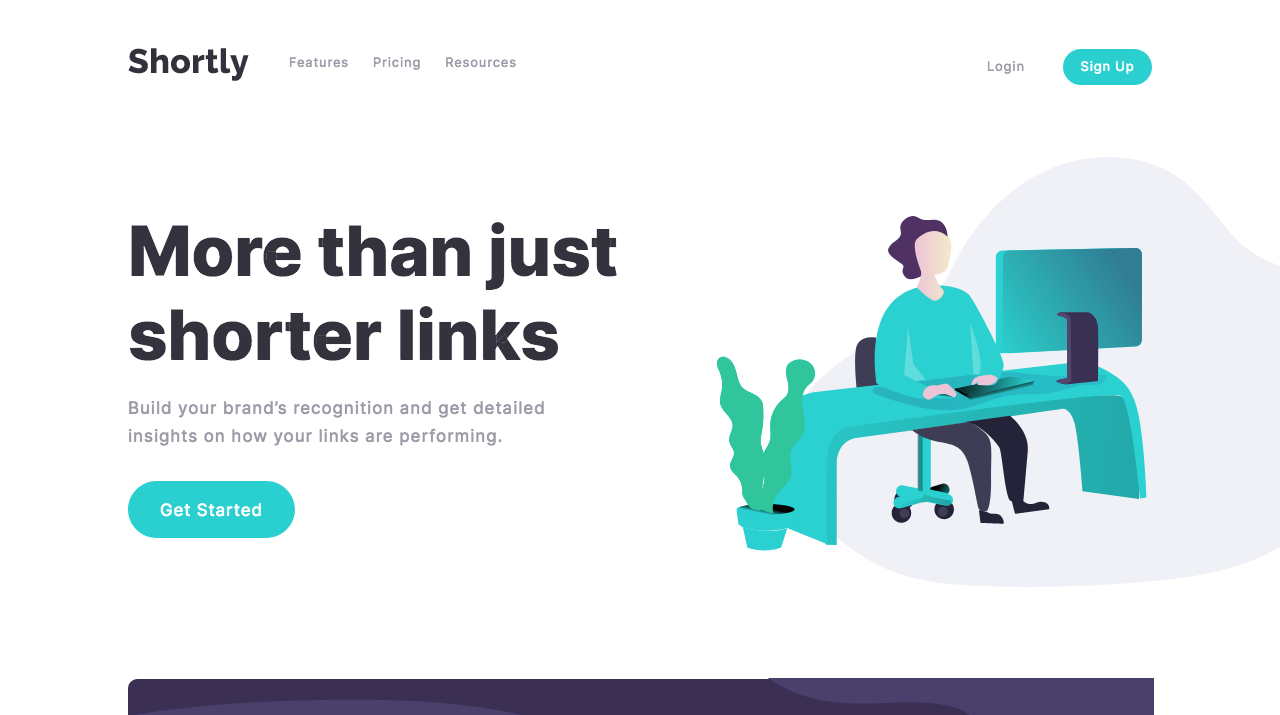 Shortly
Features Pricing Resources
Login
Sign Up
More than just
shorter links
Build your brand’s recognition and get detailed
insights on how your links are performing.
Get Started